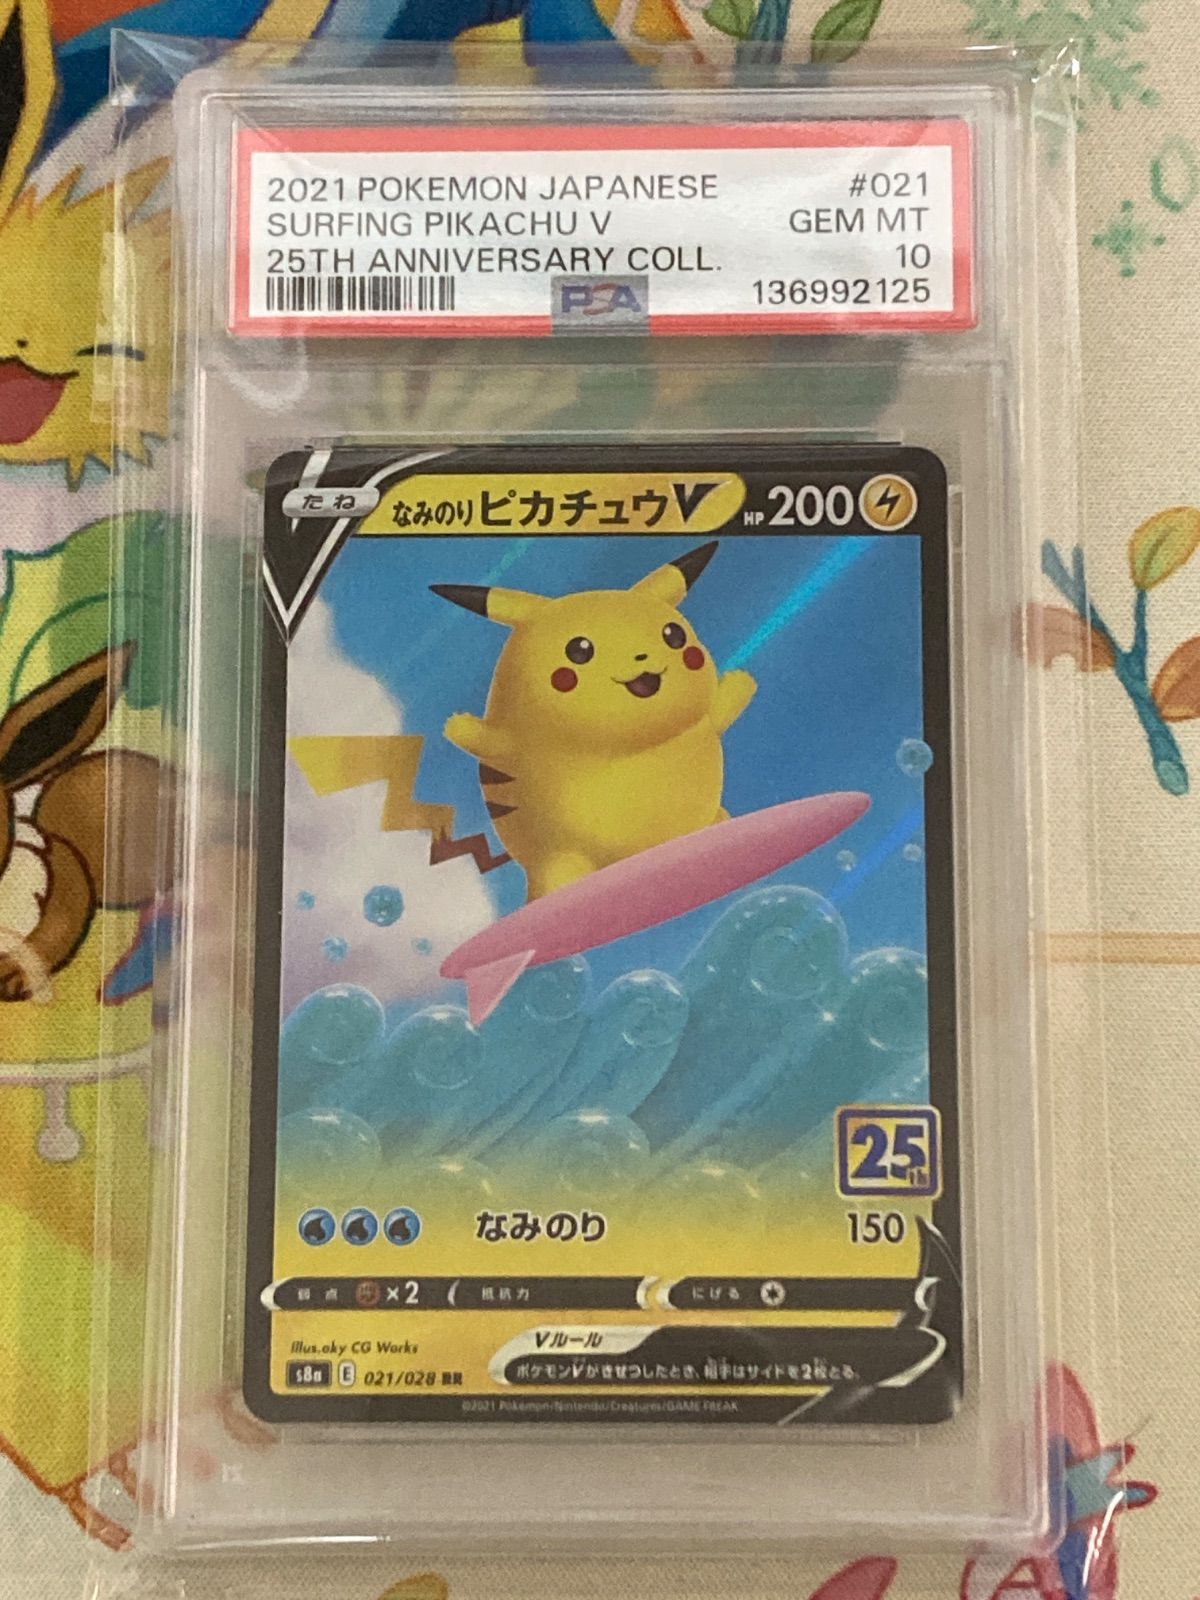 2021 POKEMON JAPANESE #021
SURFING PIKACHU V GEM MT
25TH ANNIVERSARY COLL. 10
PSA 136992125
たね なみのりピカチュウV HP 200
25th
なみのり 150
弱点 ×2 抵抗力 にげる
Illus.aky CG Works
Vルール
ポケモンVがきぜつしたとき、相手はサイドを2枚とる。
s8a E 021/028 RR
©2021 Pokémon/Nintendo/Creatures/GAME FREAK